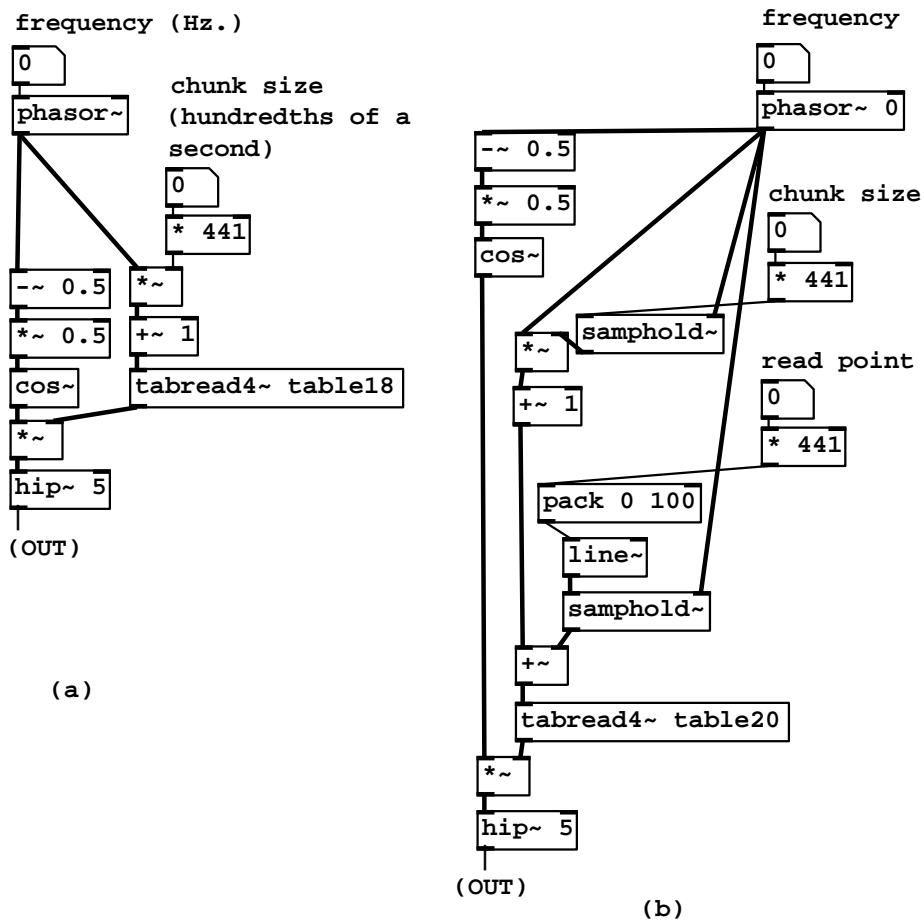 frequency (Hz.)
0
phasor~
chunk size
(hundredths of a
second)
0
* 441
-~ 0.5
*~
*~ 0.5
+~ 1
cos~
tabread4~ table18
*~
hip~ 5
(OUT)
(a)
frequency
0
phasor~ 0
-~ 0.5
*~ 0.5
cos~
chunk size
0
* 441
samphold~
*~
+~ 1
read point
0
* 441
pack 0 100
line~
samphold~
+~
tabread4~ table20
*~
hip~ 5
(OUT)
(b)